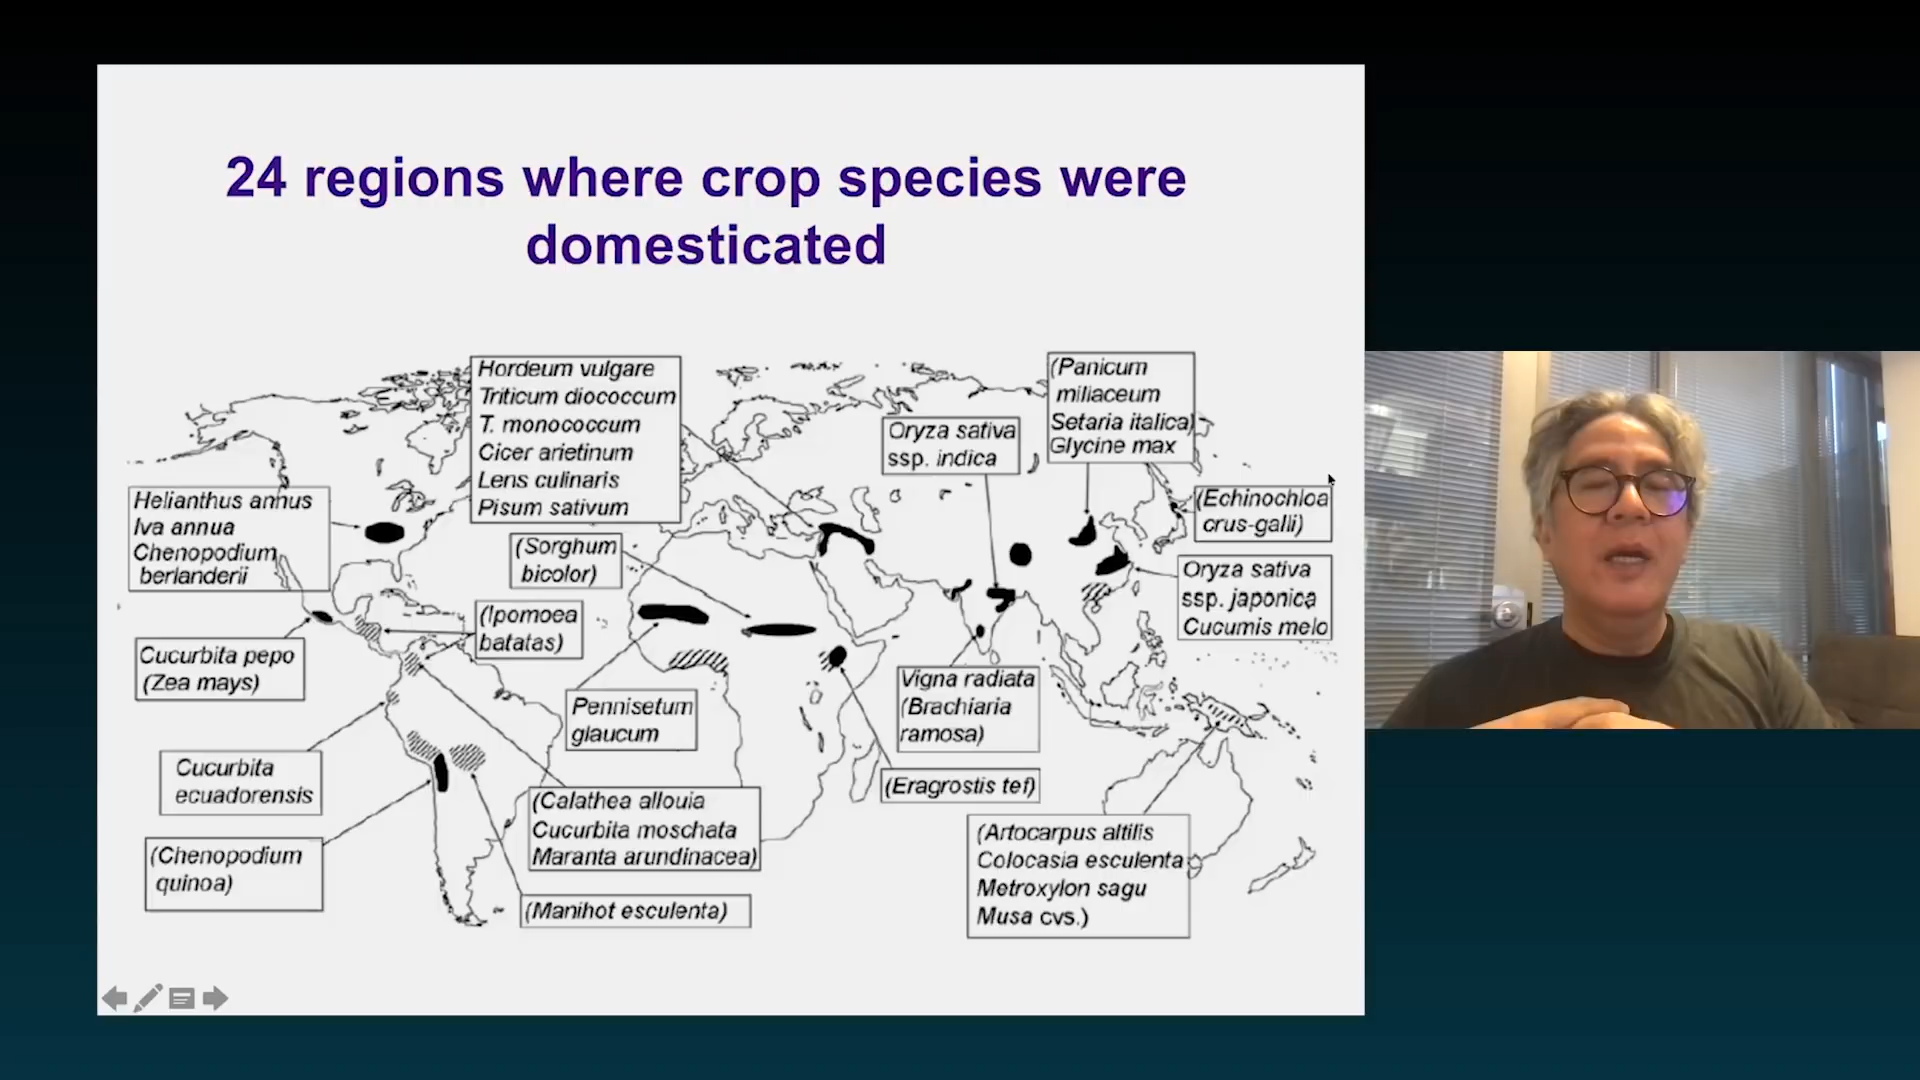 24 regions where crop species were
domesticated
Hordeum vulgare
Triticum diococcum
T. monococcum
Cicer arietinum
Lens culinaris
Pisum sativum
(Panicum
miliaceum
Setaria italica)
Glycine max
Oryza sativa
ssp. indica
Helianthus annus
Iva annua
Chenopodium
berlanderii
(Echinochloa
crus-galli)
(Sorghum
bicolor)
Oryza sativa
ssp. japonica
Cucumis melo
(Ipomoea
batatas)
Cucurbita pepo
(Zea mays)
Vigna radiata
(Brachiaria
ramosa)
Pennisetum
glaucum
Cucurbita
ecuadorensis
(Eragrostis tef)
(Calathea allouia
Cucurbita moschata
Maranta arundinacea)
(Artocarpus altilis
Colocasia esculenta
Metroxylon sagu
Musa cvs.)
(Chenopodium
quinoa)
(Manihot esculenta)